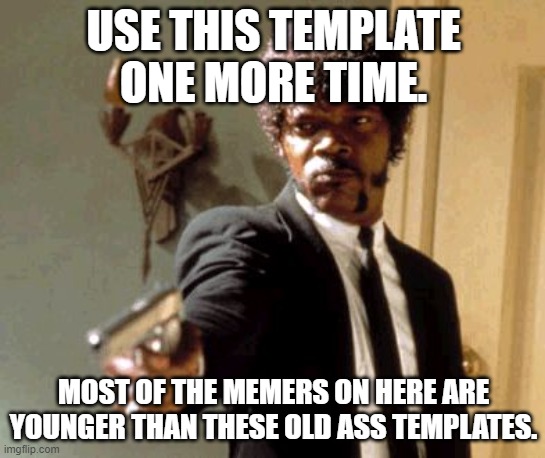 USE THIS TEMPLATE
ONE MORE TIME.
MOST OF THE MEMERS ON HERE ARE
YOUNGER THAN THESE OLD ASS TEMPLATES.
imgflip.com